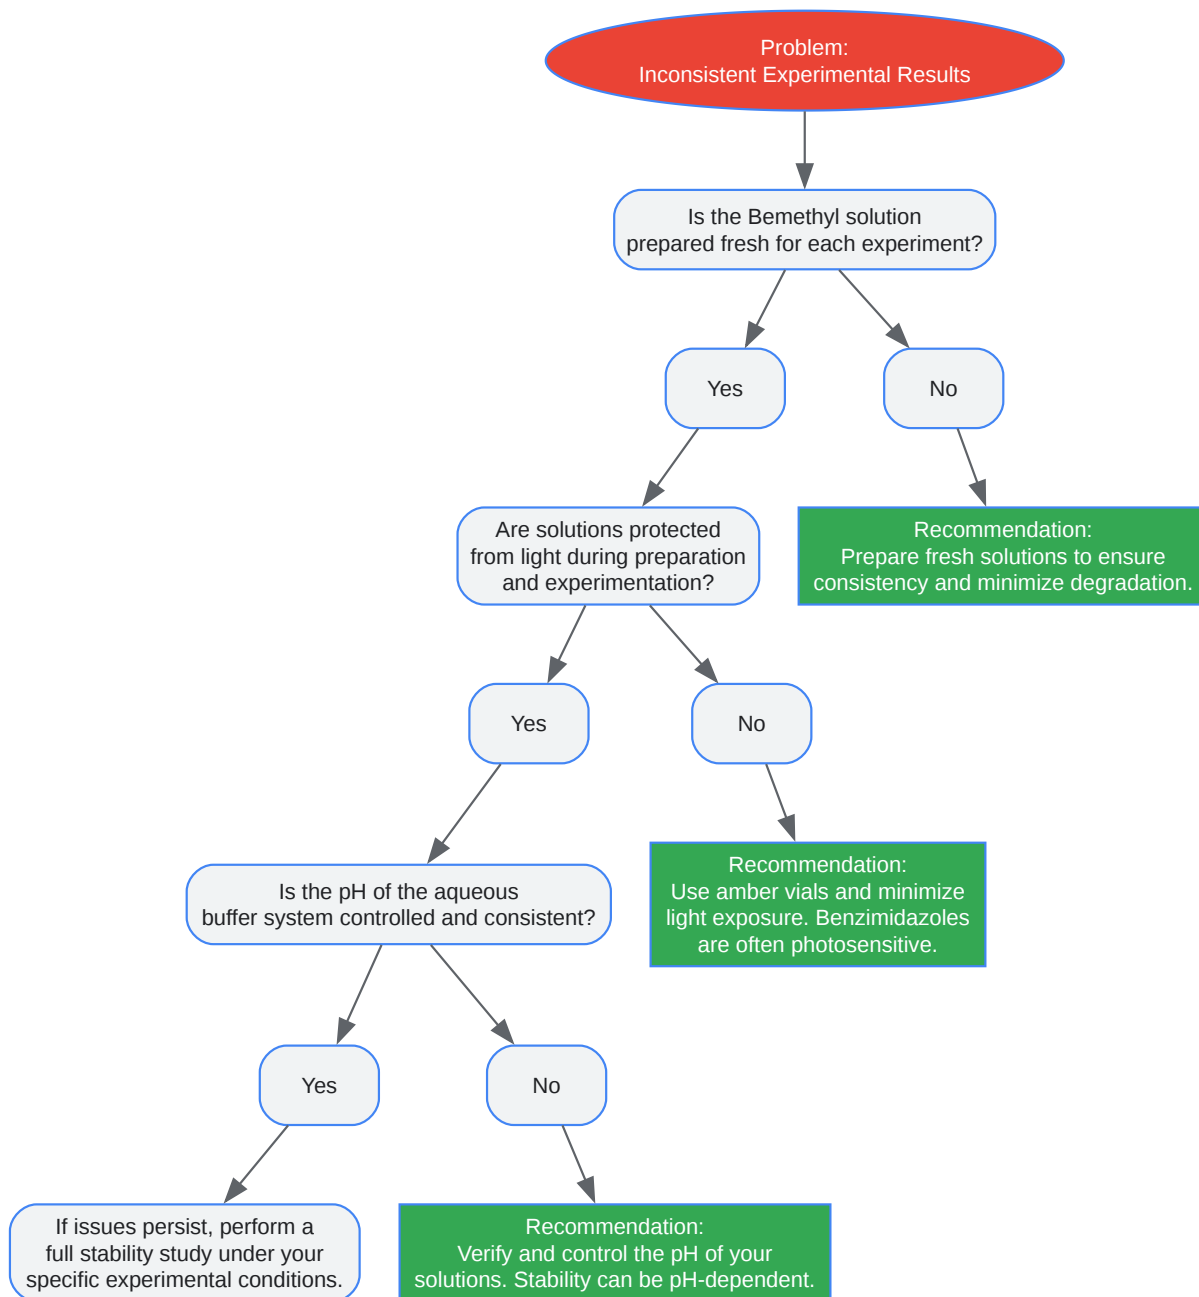 Problem:
Inconsistent Experimental Results
Is the Bemethyl solution
prepared fresh for each experiment?
Yes
No
Are solutions protected
from light during preparation
and experimentation?
Recommendation:
Prepare fresh solutions to ensure
consistency and minimize degradation.
Yes
No
Is the pH of the aqueous
buffer system controlled and consistent?
Recommendation:
Use amber vials and minimize
light exposure. Benzimidazoles
are often photosensitive.
Yes
No
If issues persist, perform a
full stability study under your
specific experimental conditions.
Recommendation:
Verify and control the pH of your
solutions. Stability can be pH-dependent.